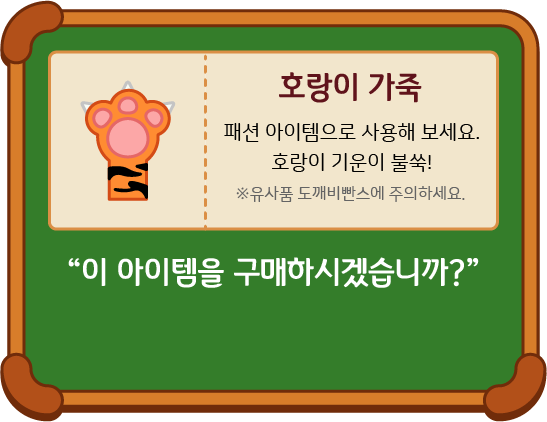 호랑이 가죽
패션 아이템으로 사용해 보세요.
호랑이 기운이 불쑥!
※유사품 도깨비빤스에 주의하세요.
“이 아이템을 구매하시겠습니까?”